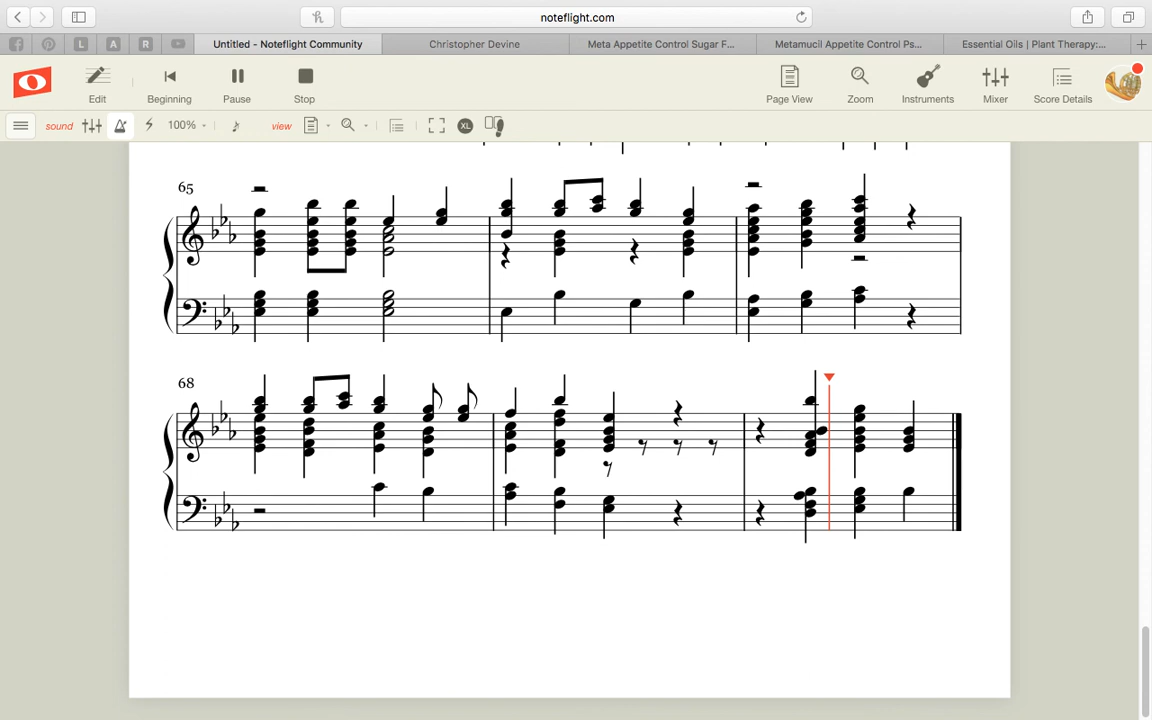 noteflight.com
L A R Untitled - Noteflight Community Christopher Devine Meta Appetite Control Sugar F... Metamucil Appetite Control Ps... Essential Oils | Plant Therapy:...
Edit Beginning Pause Stop Page View Zoom Instruments Mixer Score Details
sound 100% view XL
65
68